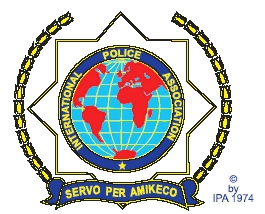 INTERNATIONAL POLICE ASSOCIATION
SERVO PER AMIKECO
©
by
IPA 1974